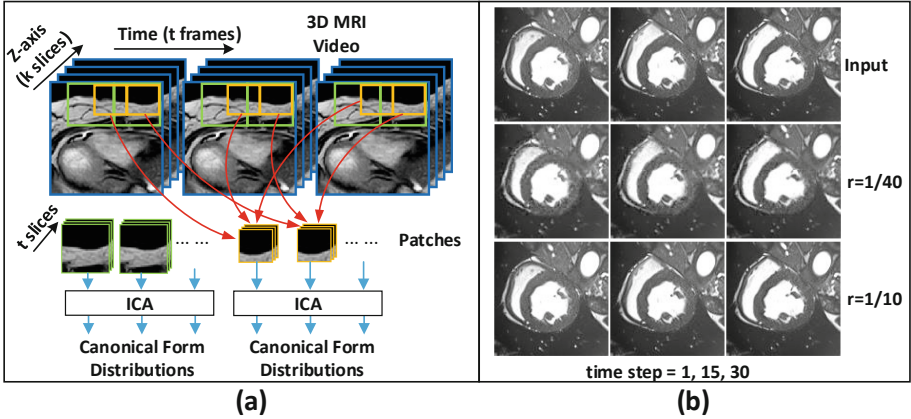 Z-axis
(k slices)
Time (t frames)
3D MRI
Video
t slices
... ...
... ...
Patches
ICA
ICA
Canonical Form
Distributions
Canonical Form
Distributions
(a)
Input
r=1/40
r=1/10
time step = 1, 15, 30
(b)